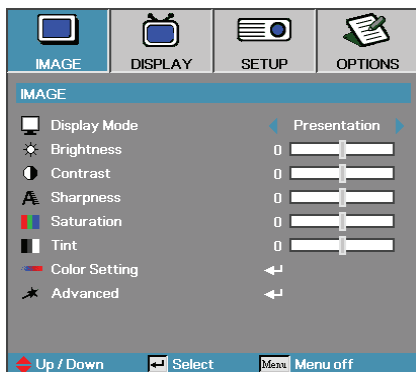 IMAGE DISPLAY SETUP OPTIONS
IMAGE
Display Mode Presentation
Brightness 0
Contrast 0
Sharpness 0
Saturation 0
Tint 0
Color Setting
Advanced
Up / Down Select Menu Menu off